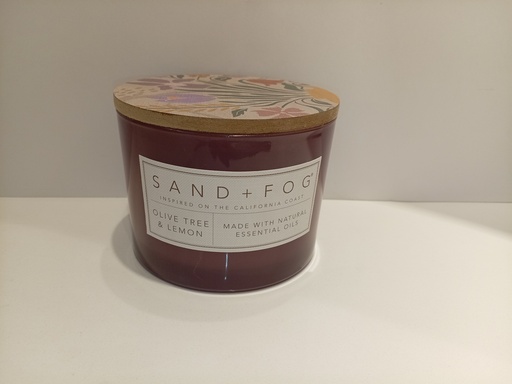 SAND + FOG®
INSPIRED ON THE CALIFORNIA COAST
OLIVE TREE
& LEMON
MADE WITH NATURAL
ESSENTIAL OILS